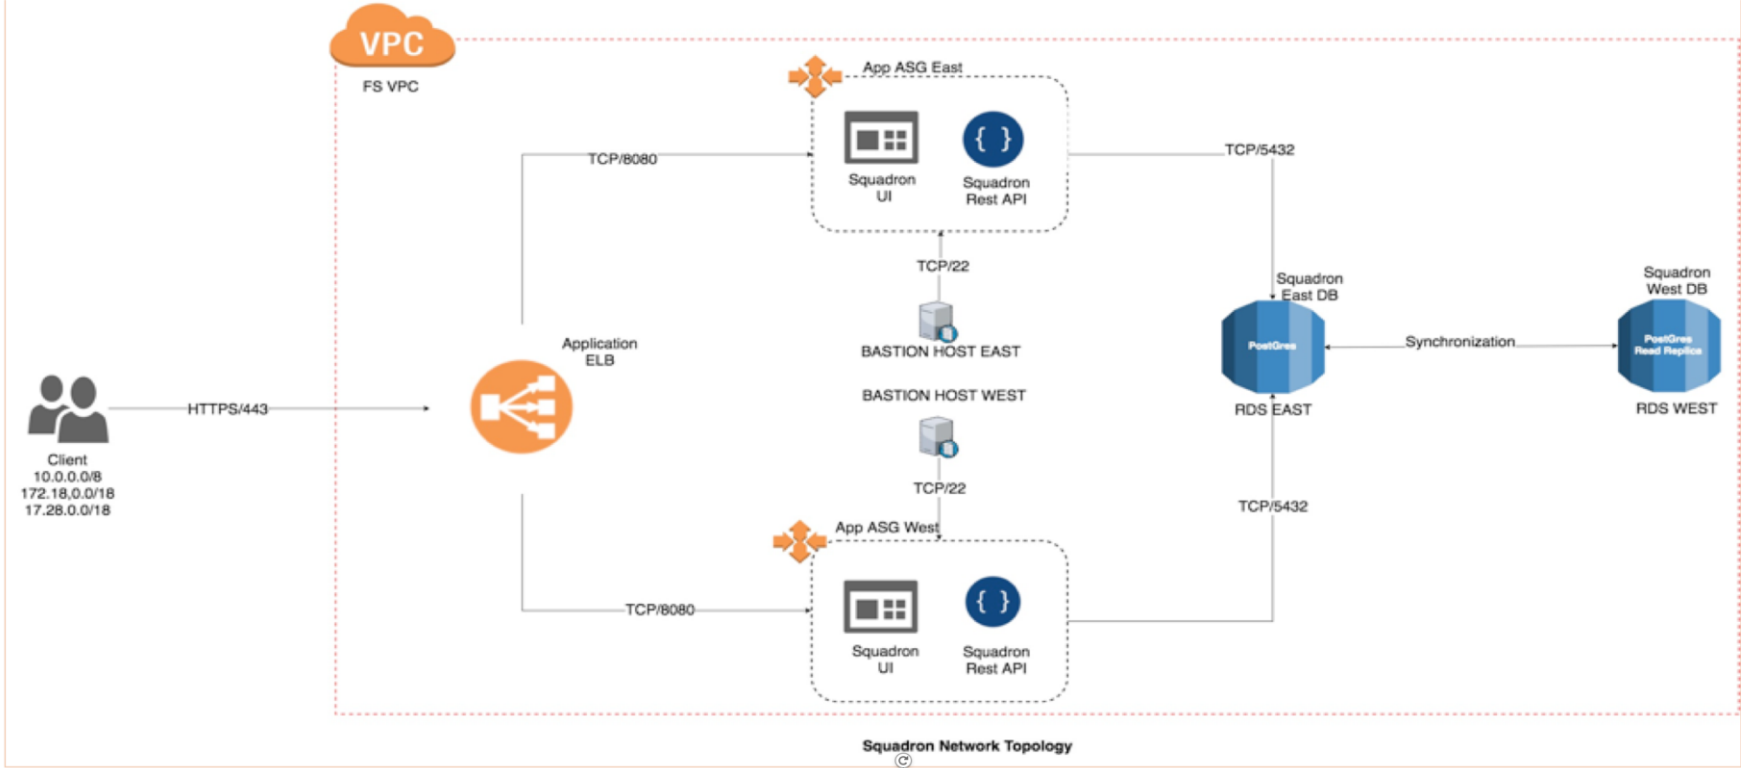 VPC
FS VPC
App ASG East
TCP/8080
Squadron
UI
{ }
Squadron
Rest API
TCP/5432
TCP/22
BASTION HOST EAST
Application
ELB
HTTPS/443
Client
10.0.0.0/8
172.18,0.0/18
17.28.0.0/18
BASTION HOST WEST
TCP/22
App ASG West
TCP/8080
Squadron
UI
{ }
Squadron
Rest API
Squadron
East DB
PostGres
RDS EAST
Synchronization
Squadron
West DB
PostGres
Read Replica
RDS WEST
TCP/5432
Squadron Network Topology